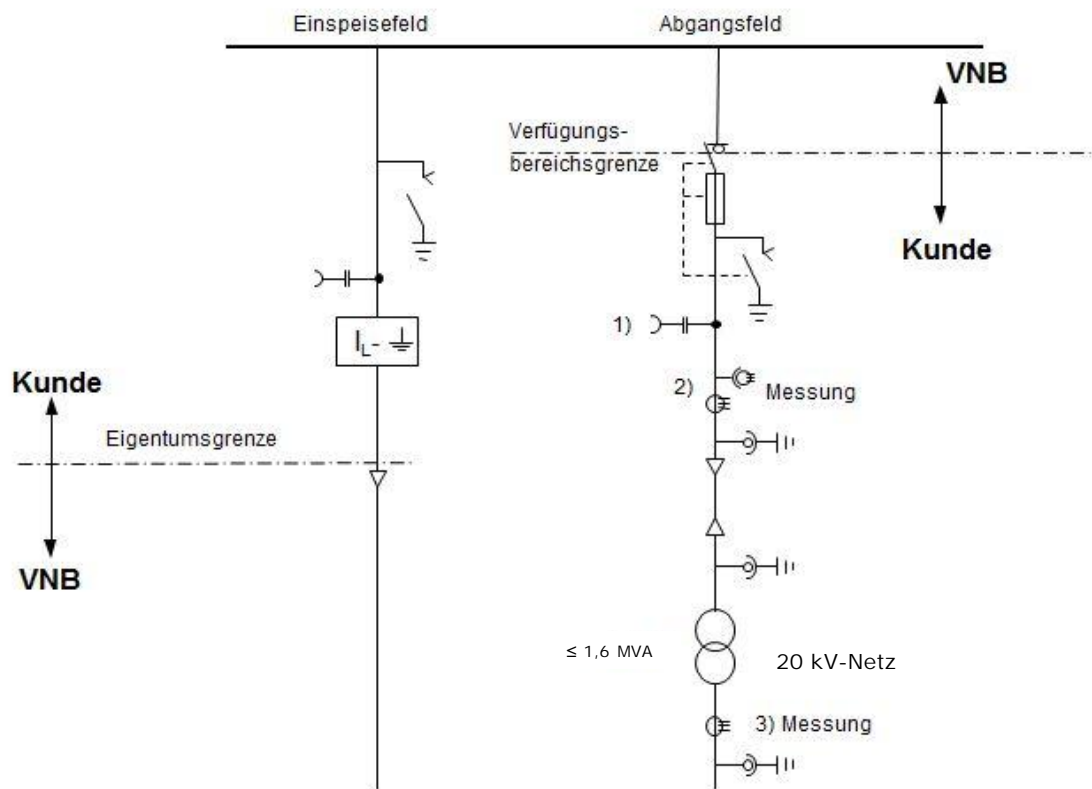 Einspeisefeld
Abgangsfeld
VNB
Verfügungs-
bereichsgrenze
Kunde
1)
I_L-
Kunde
2)
Messung
Eigentumsgrenze
VNB
≤ 1,6 MVA
20 kV-Netz
3) Messung